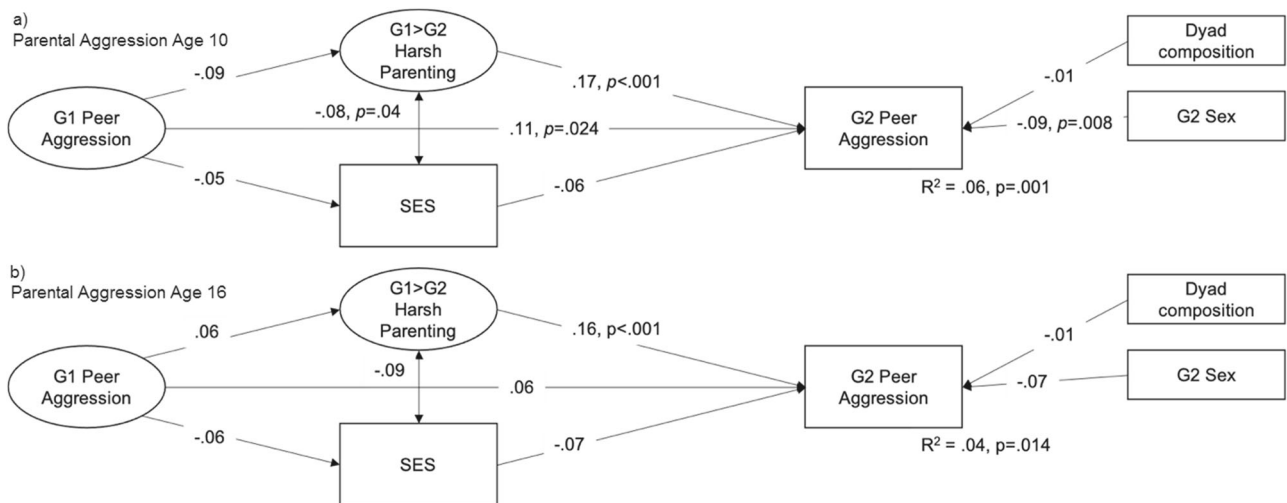 a)
Parental Aggression Age 10
G1>G2
Harsh
Parenting
Dyad
composition
-.09
.17, p<.001
-.01
G1 Peer
Aggression
-.08, p=.04
.11, p=.024
G2 Peer
Aggression
-.09, p=.008
G2 Sex
-.05
SES
-.06
R² = .06, p=.001
b)
Parental Aggression Age 16
G1>G2
Harsh
Parenting
Dyad
composition
.06
.16, p<.001
-.01
G1 Peer
Aggression
-.09
.06
G2 Peer
Aggression
-.07
G2 Sex
-.06
SES
-.07
R² = .04, p=.014